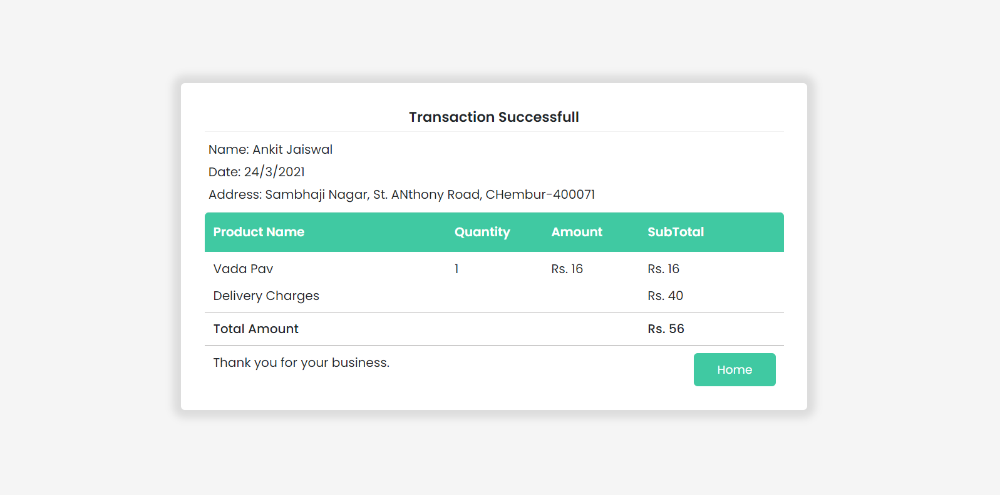 Transaction Successfull
Name: Ankit Jaiswal
Date: 24/3/2021
Address: Sambhaji Nagar, St. ANthony Road, CHembur-400071
Product Name Quantity Amount SubTotal
Vada Pav 1 Rs. 16 Rs. 16
Delivery Charges Rs. 40
Total Amount Rs. 56
Thank you for your business. Home